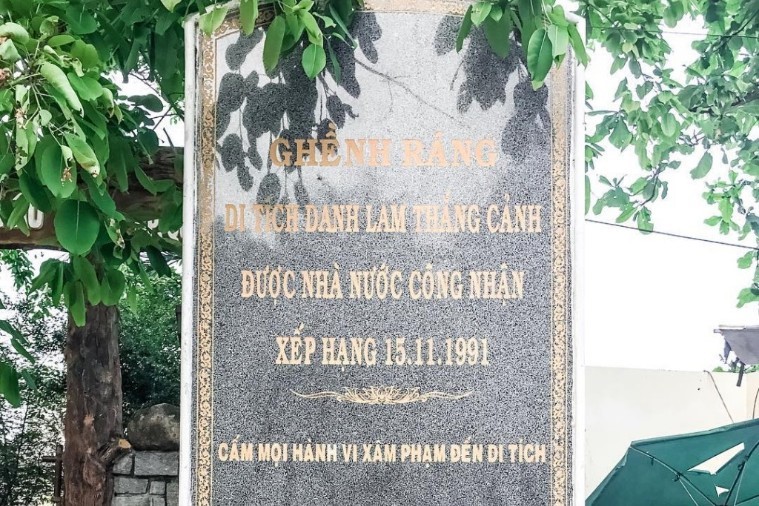 GHỀNH RÁNG
DI TÍCH DANH LAM THẮNG CẢNH
ĐƯỢC NHÀ NƯỚC CÔNG NHẬN
XẾP HẠNG 15.11.1991
CẤM MỌI HÀNH VI XÂM PHẠM ĐẾN DI TÍCH